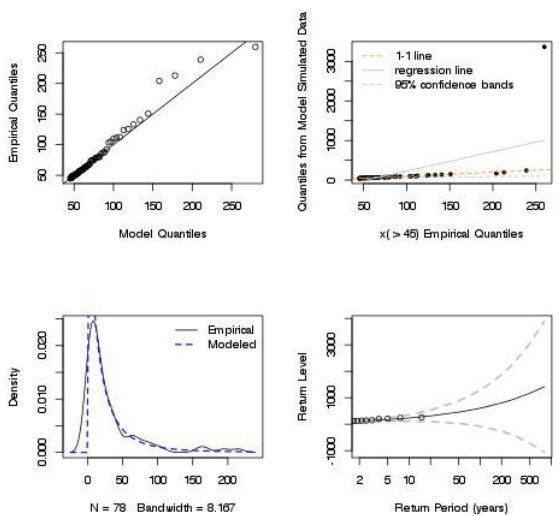 Empirical Quantiles
50 100 150 200 250
50 100 150 200 250
Model Quantiles
Quantiles from Model Simulated Data
0 1000 2000 3000
1-1 line
regression line
95% confidence bands
50 100 150 200 250
x( > 45) Empirical Quantiles
Density
0.000 0.010 0.020
Empirical
Modeled
0 50 100 150 200
N = 78 Bandwidth = 8.167
Return Level
-1000 1000 3000
2 5 10 50 100 500
Return Period (years)